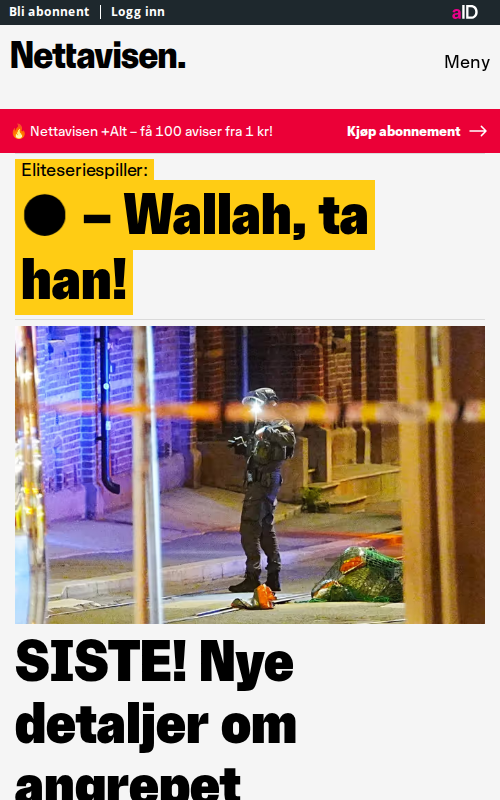 Bli abonnent | Logg inn
aID
Nettavisen.
Meny
🔥 Nettavisen +Alt – få 100 aviser fra 1 kr!
Kjøp abonnement →
Eliteseriespiller:
● – Wallah, ta
han!
SISTE! Nye
detaljer om
angrepet